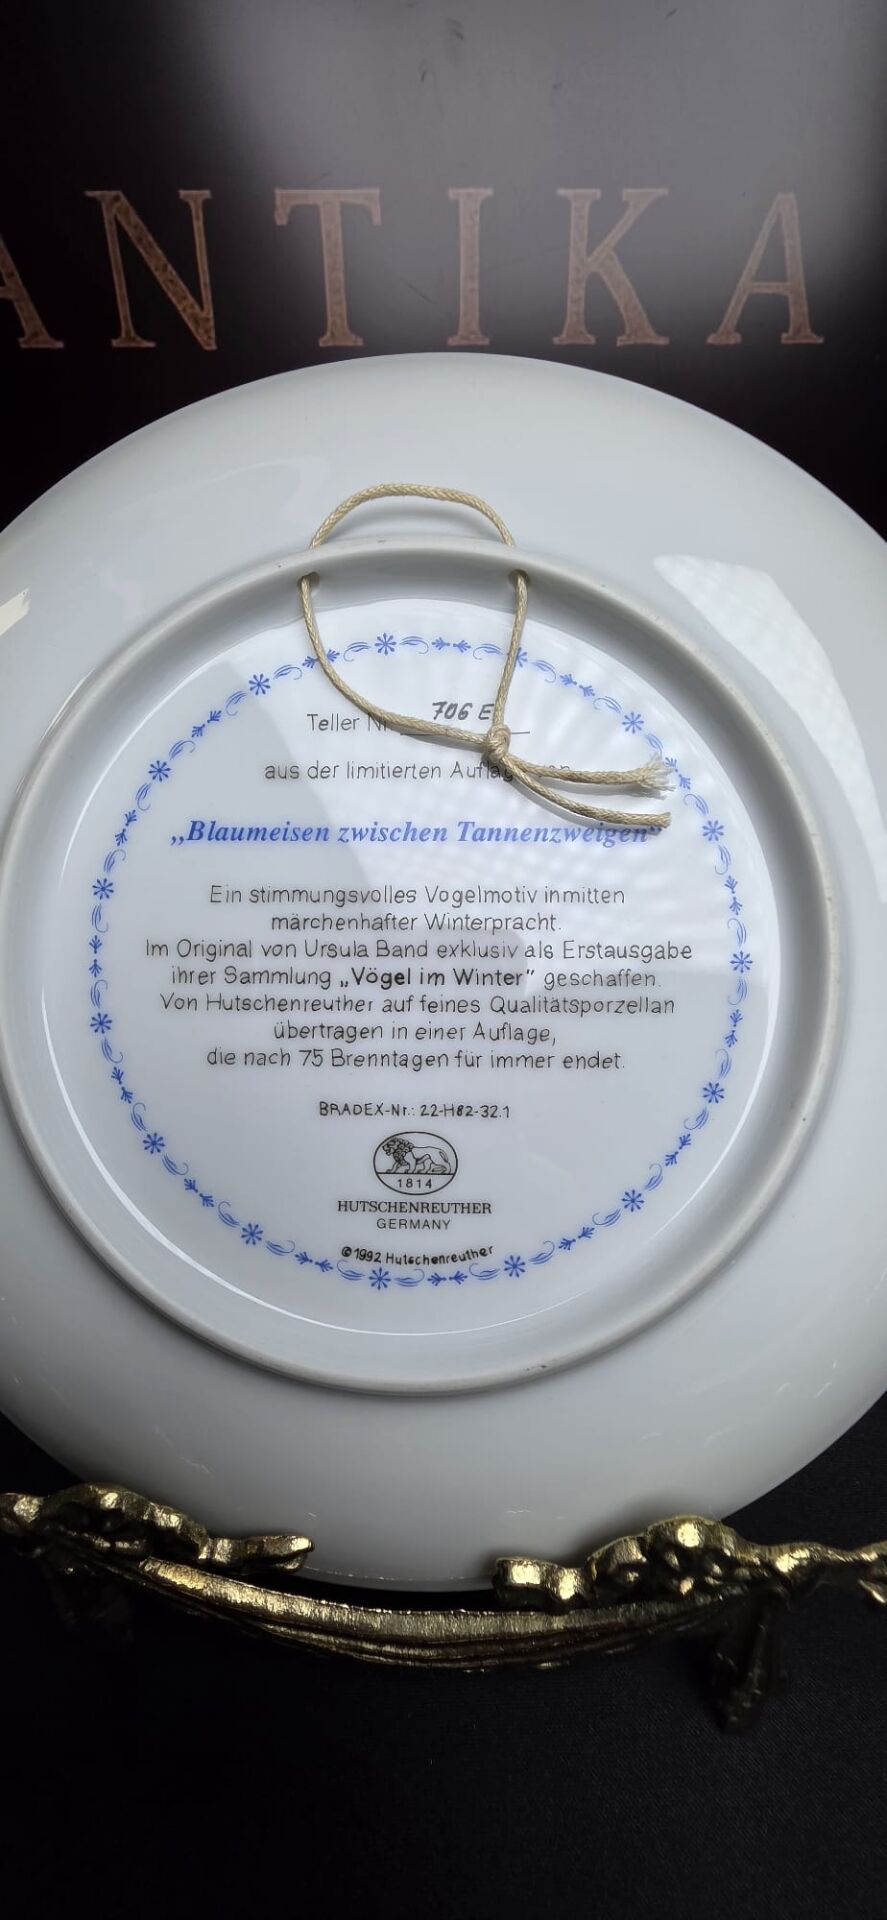 ANTIKA
Teller Nr. 706 E
aus der limitierten Auflage von
„Blaumeisen zwischen Tannenzweigen“
Ein stimmungsvolles Vogelmotiv inmitten
märchenhafter Winterpracht.
Im Original von Ursula Band exklusiv als Erstausgabe
ihrer Sammlung „Vögel im Winter” geschaffen.
Von Hutschenreuther auf feines Qualitätsporzellan
übertragen in einer Auflage,
die nach 75 Brenntagen für immer endet.
BRADEX-Nr.: 22-H82-32.1
1814
HUTSCHENREUTHER
GERMANY
©1992 Hutschenreuther